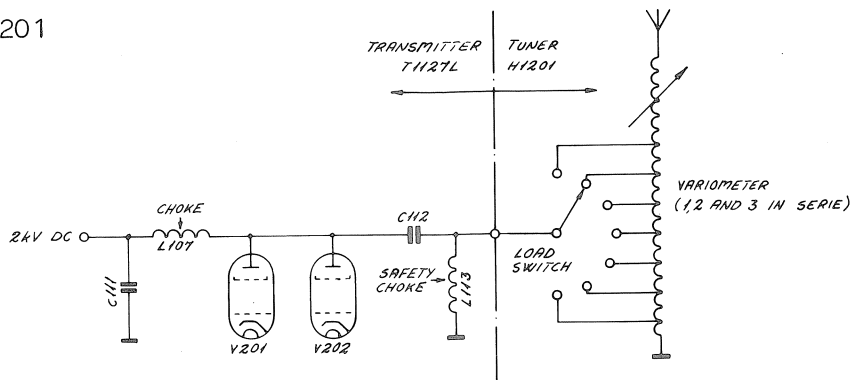 201
TRANSMITTER
T1127L
TUNER
H1201
CHOKE
L107
2kV DC
C111
V201
V202
C112
SAFETY
CHOKE
L113
LOAD
SWITCH
VARIOMETER
(1,2 AND 3 IN SERIE)